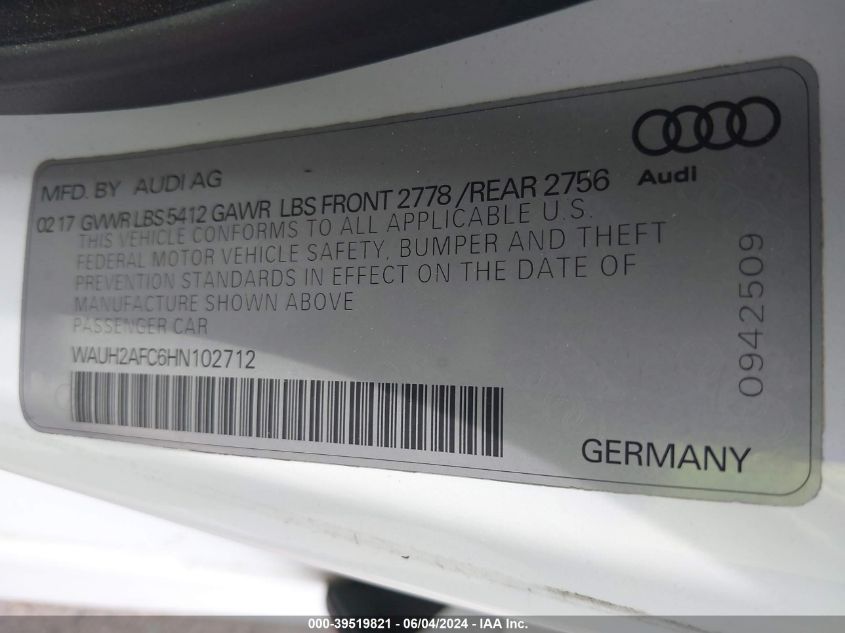 MFD. BY AUDI AG
Audi
02 17 GVWR LBS 5412 GAWR LBS FRONT 2778 /REAR 2756
THIS VEHICLE CONFORMS TO ALL APPLICABLE U.S.
FEDERAL MOTOR VEHICLE SAFETY, BUMPER AND THEFT
PREVENTION STANDARDS IN EFFECT ON THE DATE OF
MANUFACTURE SHOWN ABOVE
PASSENGER CAR
WAUH2AFC6HN102712
0942509
GERMANY
000-39519821 - 06/04/2024 - IAA Inc.